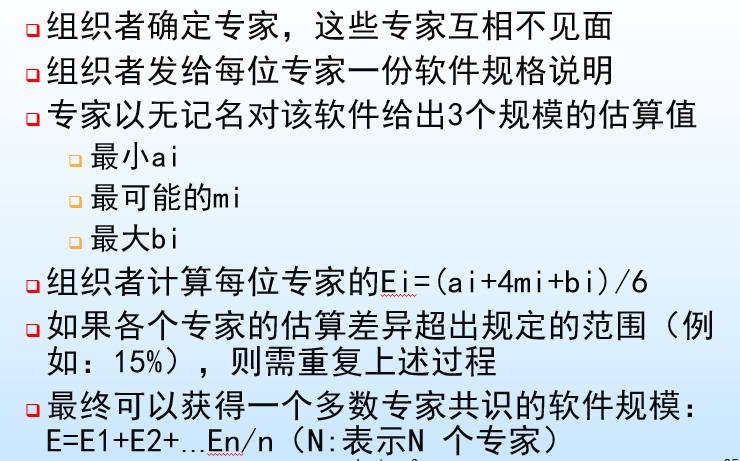 组织者确定专家，这些专家互相不见面
组织者发给每位专家一份软件规格说明
专家以无记名对该软件给出3个规模的估算值
最小ai
最可能的mi
最大bi
组织者计算每位专家的Ei=(ai+4mi+bi)/6
如果各个专家的估算差异超出规定的范围（例
如：15%），则需重复上述过程
最终可以获得一个多数专家共识的软件规模：
E=E1+E2+…En/n（N:表示N 个专家）